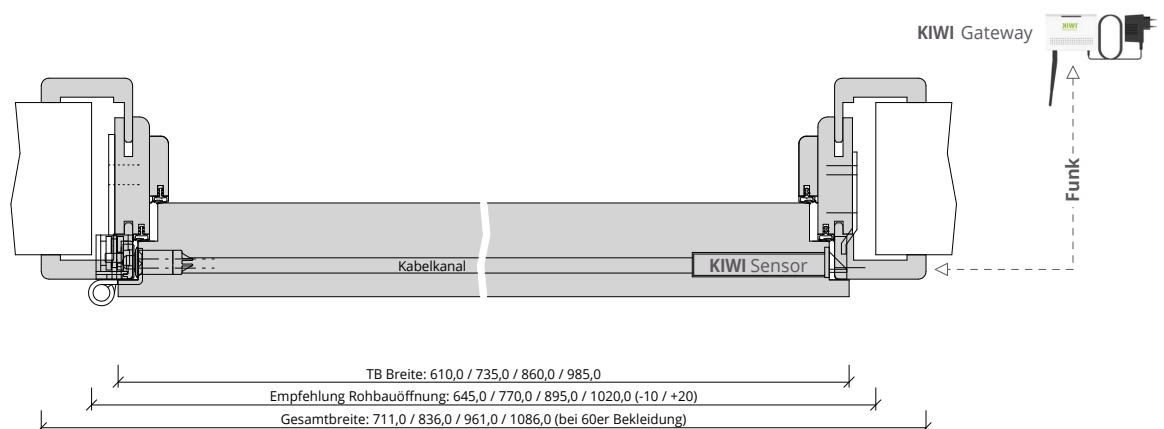 KIWI Gateway
KIWI
Funk
Kabelkanal
KIWI Sensor
TB Breite: 610,0 / 735,0 / 860,0 / 985,0
Empfehlung Rohbauöffnung: 645,0 / 770,0 / 895,0 / 1020,0 (-10 / +20)
Gesamtbreite: 711,0 / 836,0 / 961,0 / 1086,0 (bei 60er Bekleidung)